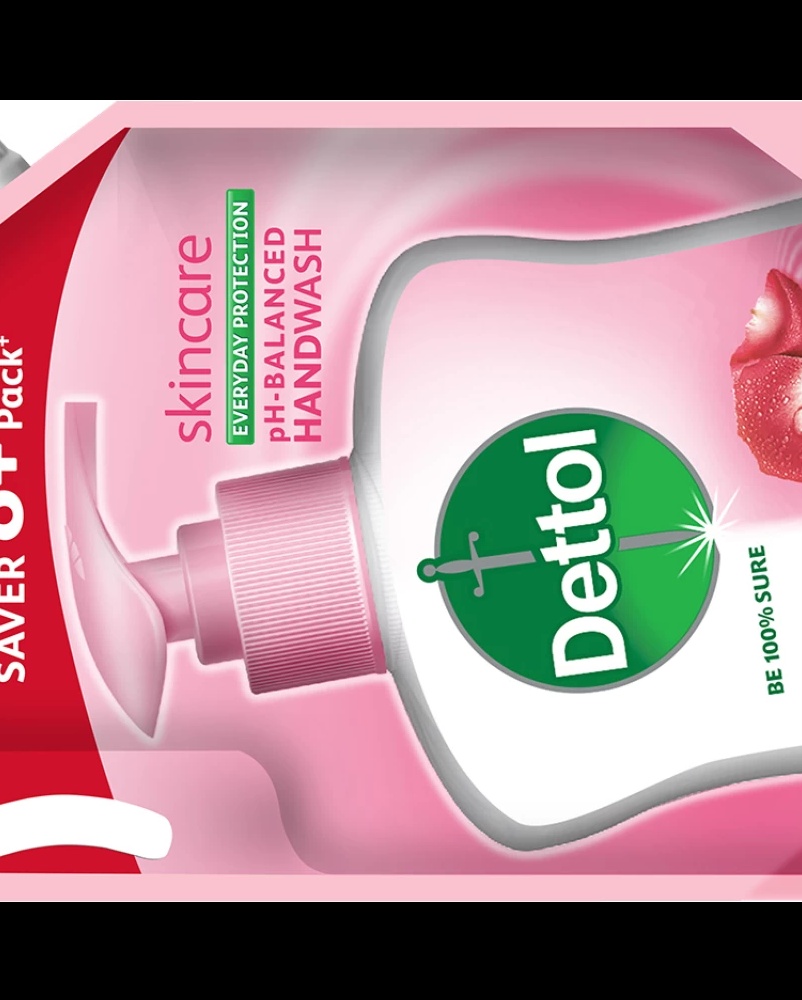 SAVER Pack+
skincare
EVERYDAY PROTECTION
pH-BALANCED
HANDWASH
Dettol
BE 100% SURE